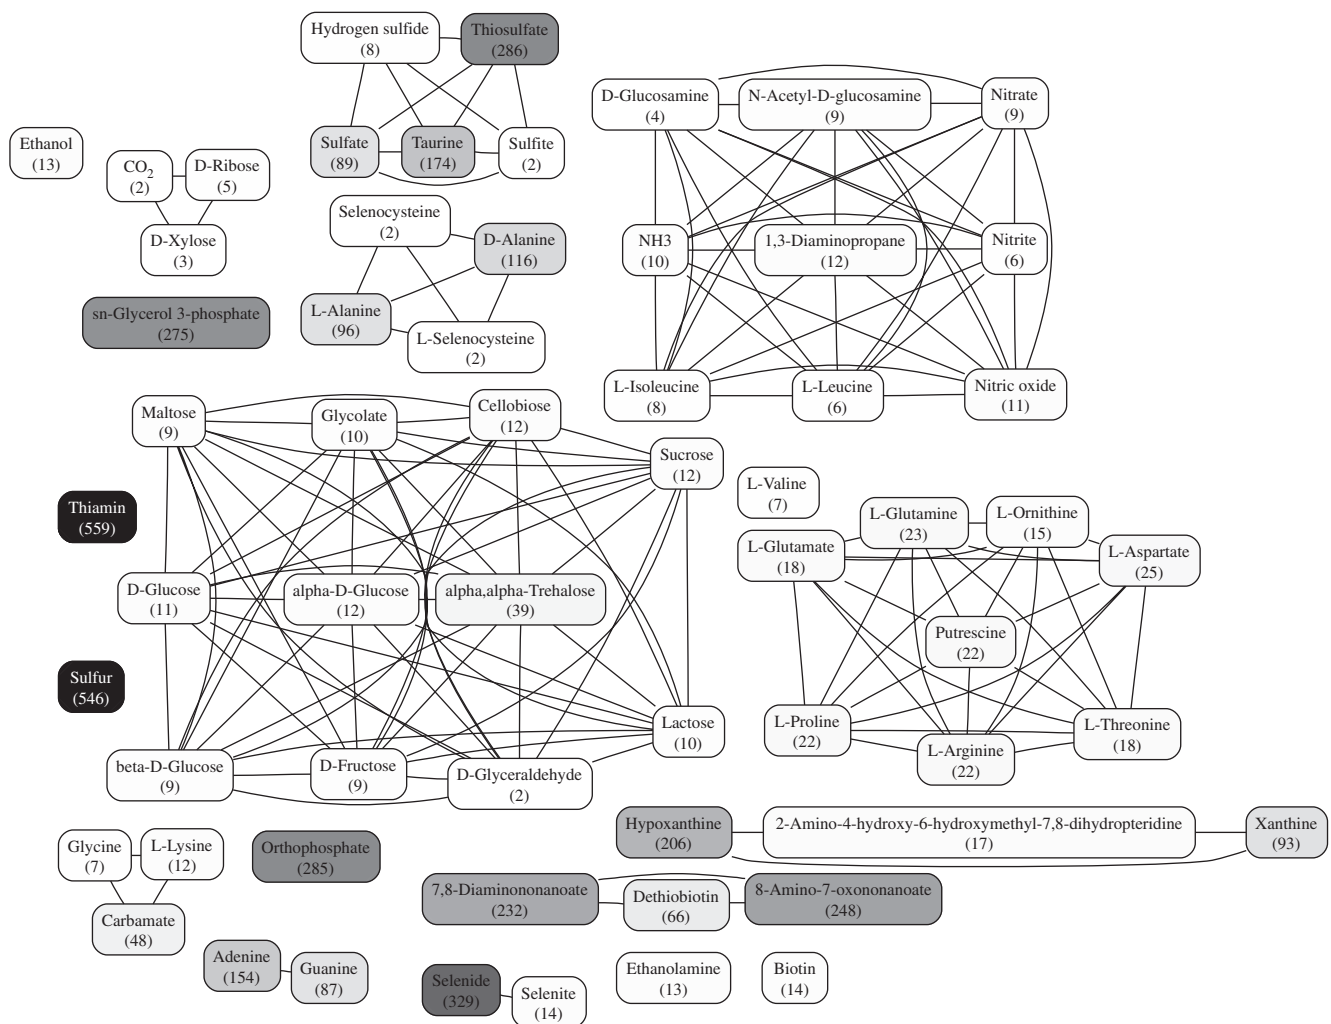 Hydrogen sulfide
(8)
Thiosulfate
(286)
Sulfate
(89)
Taurine
(174)
Sulfite
(2)
Ethanol
(13)
CO2
(2)
D-Ribose
(5)
D-Xylose
(3)
Selenocysteine
(2)
D-Alanine
(116)
L-Alanine
(96)
L-Selenocysteine
(2)
sn-Glycerol 3-phosphate
(275)
D-Glucosamine
(4)
N-Acetyl-D-glucosamine
(9)
Nitrate
(9)
NH3
(10)
1,3-Diaminopropane
(12)
Nitrite
(6)
L-Isoleucine
(8)
L-Leucine
(6)
Nitric oxide
(11)
Maltose
(9)
Glycolate
(10)
Cellobiose
(12)
Sucrose
(12)
Thiamin
(559)
D-Glucose
(11)
alpha-D-Glucose
(12)
alpha,alpha-Trehalose
(39)
Sulfur
(546)
Lactose
(10)
beta-D-Glucose
(9)
D-Fructose
(9)
D-Glyceraldehyde
(2)
L-Valine
(7)
L-Glutamine
(23)
L-Ornithine
(15)
L-Glutamate
(18)
L-Aspartate
(25)
Putrescine
(22)
L-Proline
(22)
L-Arginine
(22)
L-Threonine
(18)
Hypoxanthine
(206)
2-Amino-4-hydroxy-6-hydroxymethyl-7,8-dihydropteridine
(17)
Xanthine
(93)
Glycine
(7)
L-Lysine
(12)
Carbamate
(48)
Orthophosphate
(285)
7,8-Diaminononanoate
(232)
Dethiobiotin
(66)
8-Amino-7-oxononanoate
(248)
Adenine
(154)
Guanine
(87)
Selenide
(329)
Selenite
(14)
Ethanolamine
(13)
Biotin
(14)